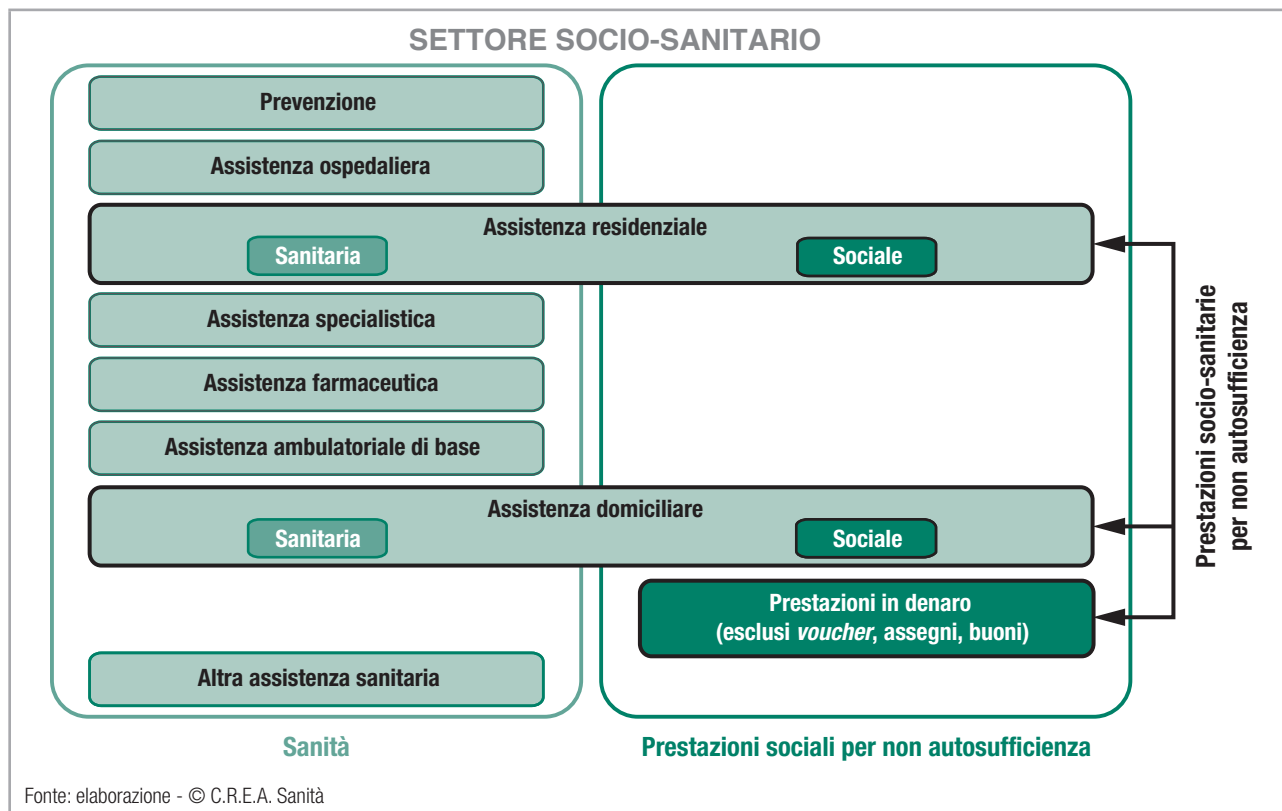 SETTORE SOCIO-SANITARIO
Prevenzione
Assistenza ospedaliera
Assistenza residenziale
Sanitaria
Sociale
Assistenza specialistica
Assistenza farmaceutica
Assistenza ambulatoriale di base
Assistenza domiciliare
Sanitaria
Sociale
Prestazioni in denaro
(esclusi voucher, assegni, buoni)
Altra assistenza sanitaria
Prestazioni socio-sanitarie
per non autosufficienza
Sanità
Prestazioni sociali per non autosufficienza
Fonte: elaborazione - © C.R.E.A. Sanità